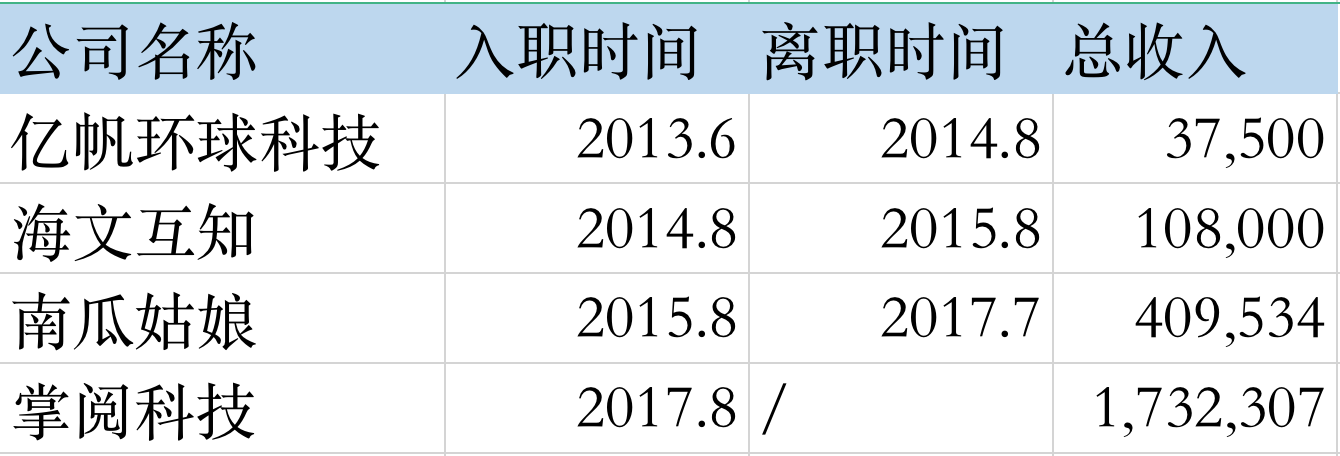 公司名称 入职时间 离职时间 总收入
亿帆环球科技 2013.6 2014.8 37,500
海文互知 2014.8 2015.8 108,000
南瓜姑娘 2015.8 2017.7 409,534
掌阅科技 2017.8 / 1,732,307